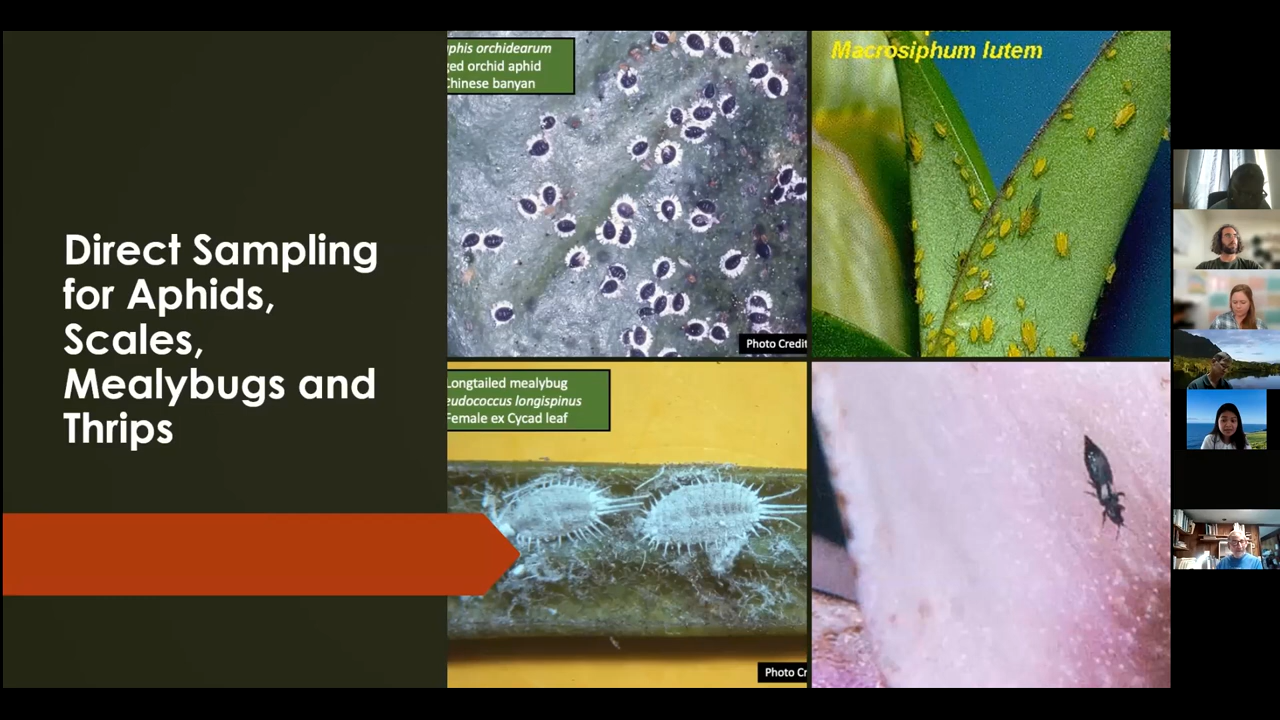 Direct Sampling
for Aphids,
Scales,
Mealybugs and
Thrips
aphis orchidearum
ged orchid aphid
Chinese banyan
Photo Credit
Macrosiphum lutem
Longtailed mealybug
eudococcus longispinus
Female ex Cycad leaf
Photo Cr